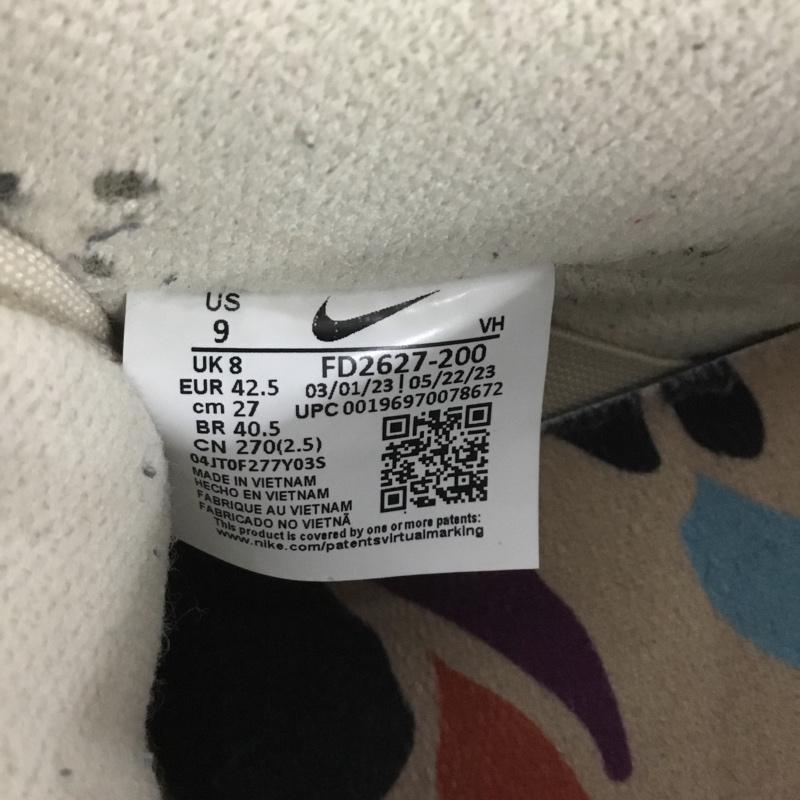 US
9
VH
UK 8
FD2627-200
EUR 42.5
03/01/23 | 05/22/23
cm 27
UPC 00196970078672
BR 40.5
CN 270(2.5)
04JT0F277Y03S
MADE IN VIETNAM
HECHO EN VIETNAM
FABRIQUE AU VIETNAM
FABRICADO NO VIETNÃ
This product is covered by one or more patents:
www.nike.com/patentsvirtualmarking